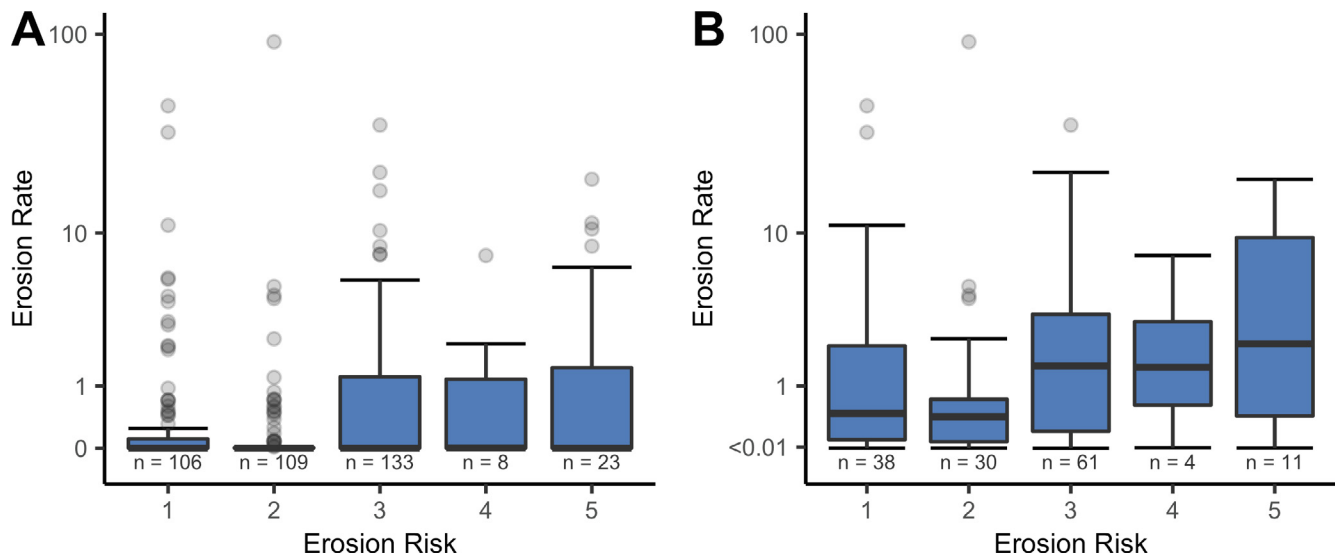 A
Erosion Rate
100
10
1
0
n = 106
n = 109
n = 133
n = 8
n = 23
1
2
3
4
5
Erosion Risk
B
Erosion Rate
100
10
1
<0.01
n = 38
n = 30
n = 61
n = 4
n = 11
1
2
3
4
5
Erosion Risk